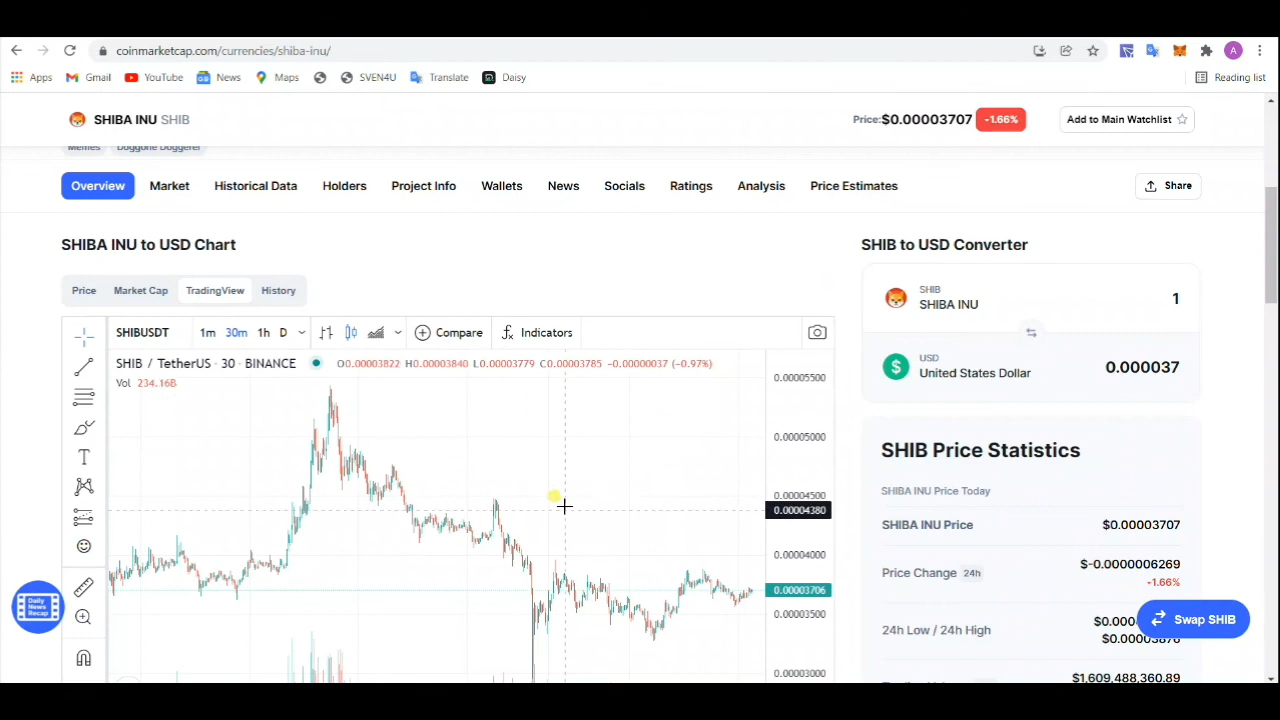 coinmarketcap.com/currencies/shiba-inu/
A
Apps Gmail YouTube News Maps SVEN4U Translate Daisy Reading list
SHIBA INU SHIB Price:$0.00003707 -1.66% Add to Main Watchlist
Memes Doggone Doggerel
Overview Market Historical Data Holders Project Info Wallets News Socials Ratings Analysis Price Estimates Share
SHIBA INU to USD Chart
Price Market Cap TradingView History
SHIBUSDT 1m 30m 1h D Compare Indicators
SHIB / TetherUS · 30 · BINANCE O0.00003822 H0.00003840 L0.00003779 C0.00003785 −0.00000037 (−0.97%)
Vol 234.16B
0.00005500
0.00005000
0.00004500
0.00004380
0.00004000
0.00003706
0.00003500
0.00003000
Daily
News
Recap
SHIB to USD Converter
SHIB
SHIBA INU 1
USD
United States Dollar 0.000037
SHIB Price Statistics
SHIBA INU Price Today
SHIBA INU Price $0.00003707
Price Change 24h $-0.0000006269
-1.66%
24h Low / 24h High
Swap SHIB
$1,609,488,360.89